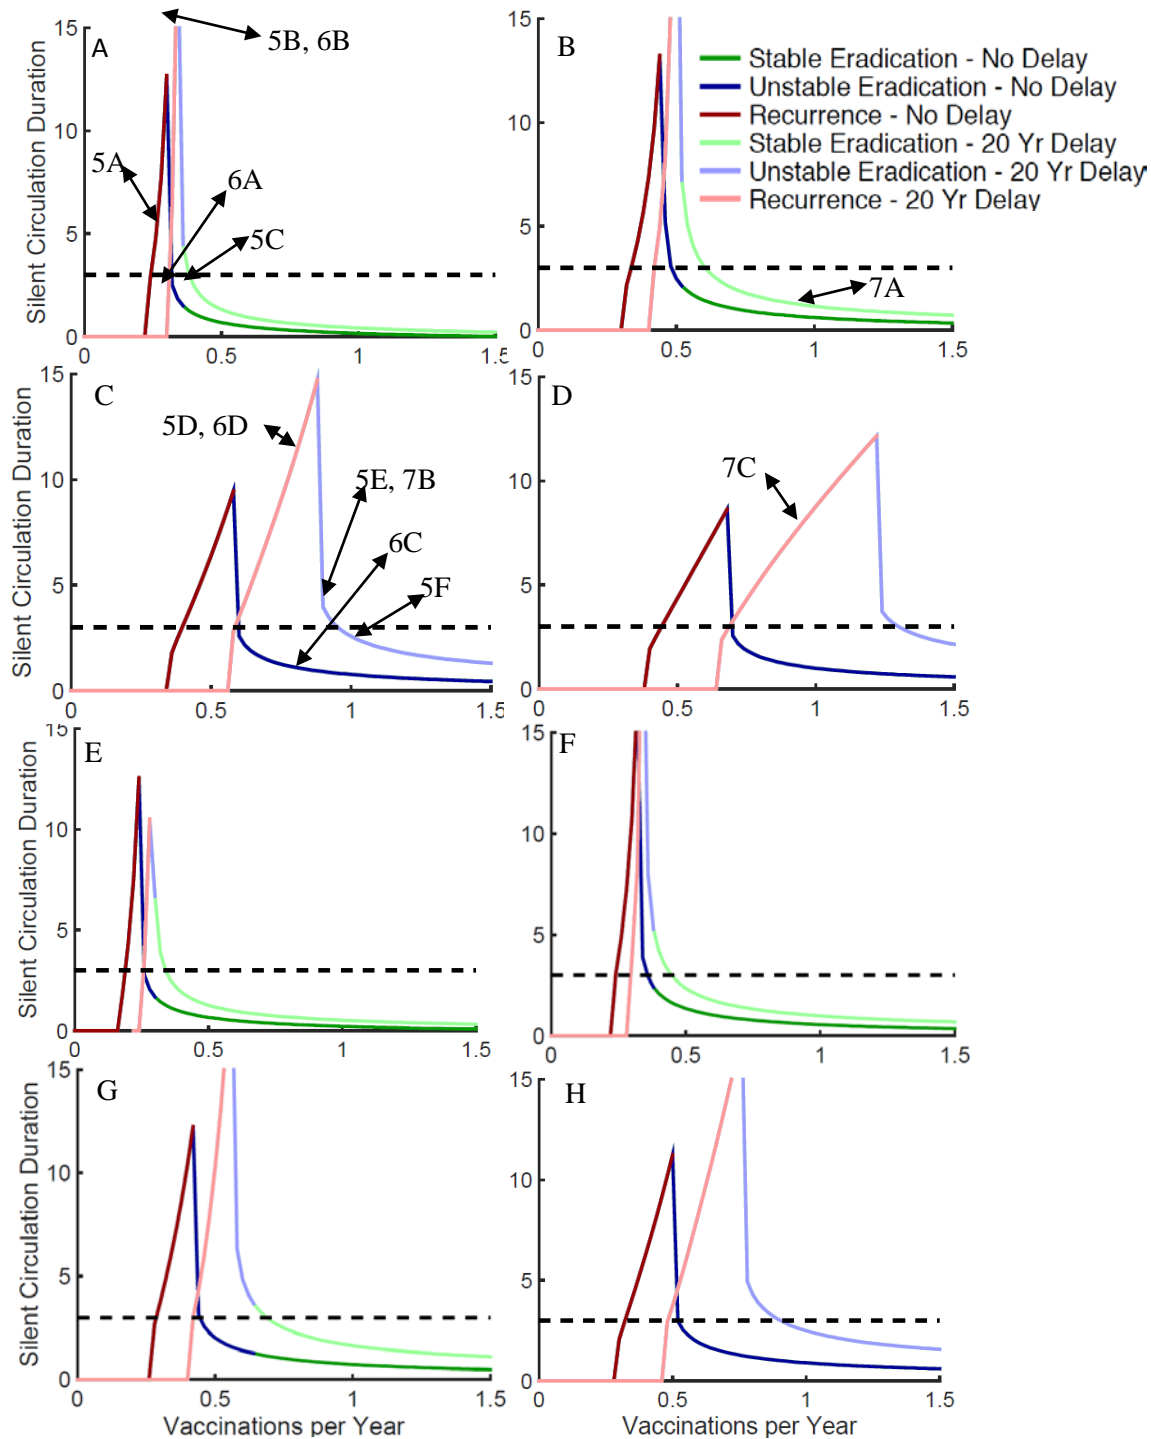 A
5B, 6B
5A
6A
5C
15
10
5
0
Silent Circulation Duration
0
0.5
1
1.5
B
Stable Eradication - No Delay
Unstable Eradication - No Delay
Recurrence - No Delay
Stable Eradication - 20 Yr Delay
Unstable Eradication - 20 Yr Delay
Recurrence - 20 Yr Delay
7A
15
10
5
0
0
0.5
1
1.5
C
5D, 6D
5E, 7B
6C
5F
15
10
5
0
Silent Circulation Duration
0
0.5
1
1.5
D
7C
15
10
5
0
0.5
1
1.5
E
15
10
5
0
Silent Circulation Duration
0
0.5
1
1.5
F
15
10
5
0
0
0.5
1
1.5
G
15
10
5
0
Silent Circulation Duration
0
0.5
1
1.5
Vaccinations per Year
H
15
10
5
0
0
0.5
1
1.5
Vaccinations per Year